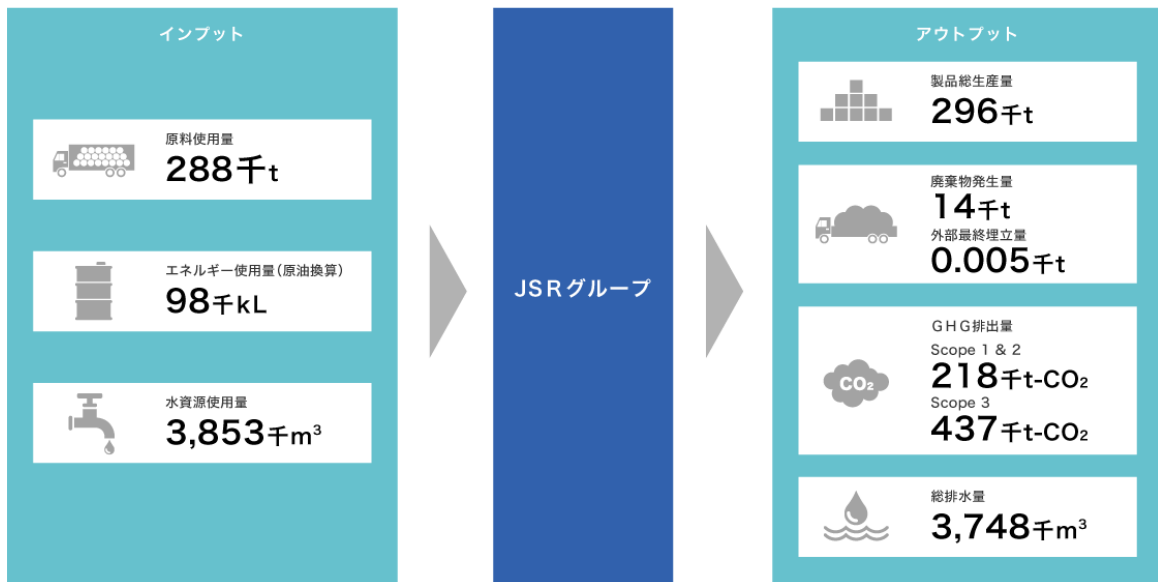 インプット
原料使用量
288千t
エネルギー使用量(原油換算)
98千kL
水資源使用量
3,853千m³
JSRグループ
アウトプット
製品総生産量
296千t
廃棄物発生量
14千t
外部最終埋立量
0.005千t
GHG排出量
Scope 1 & 2
218千t-CO₂
Scope 3
437千t-CO₂
CO₂
総排水量
3,748千m³